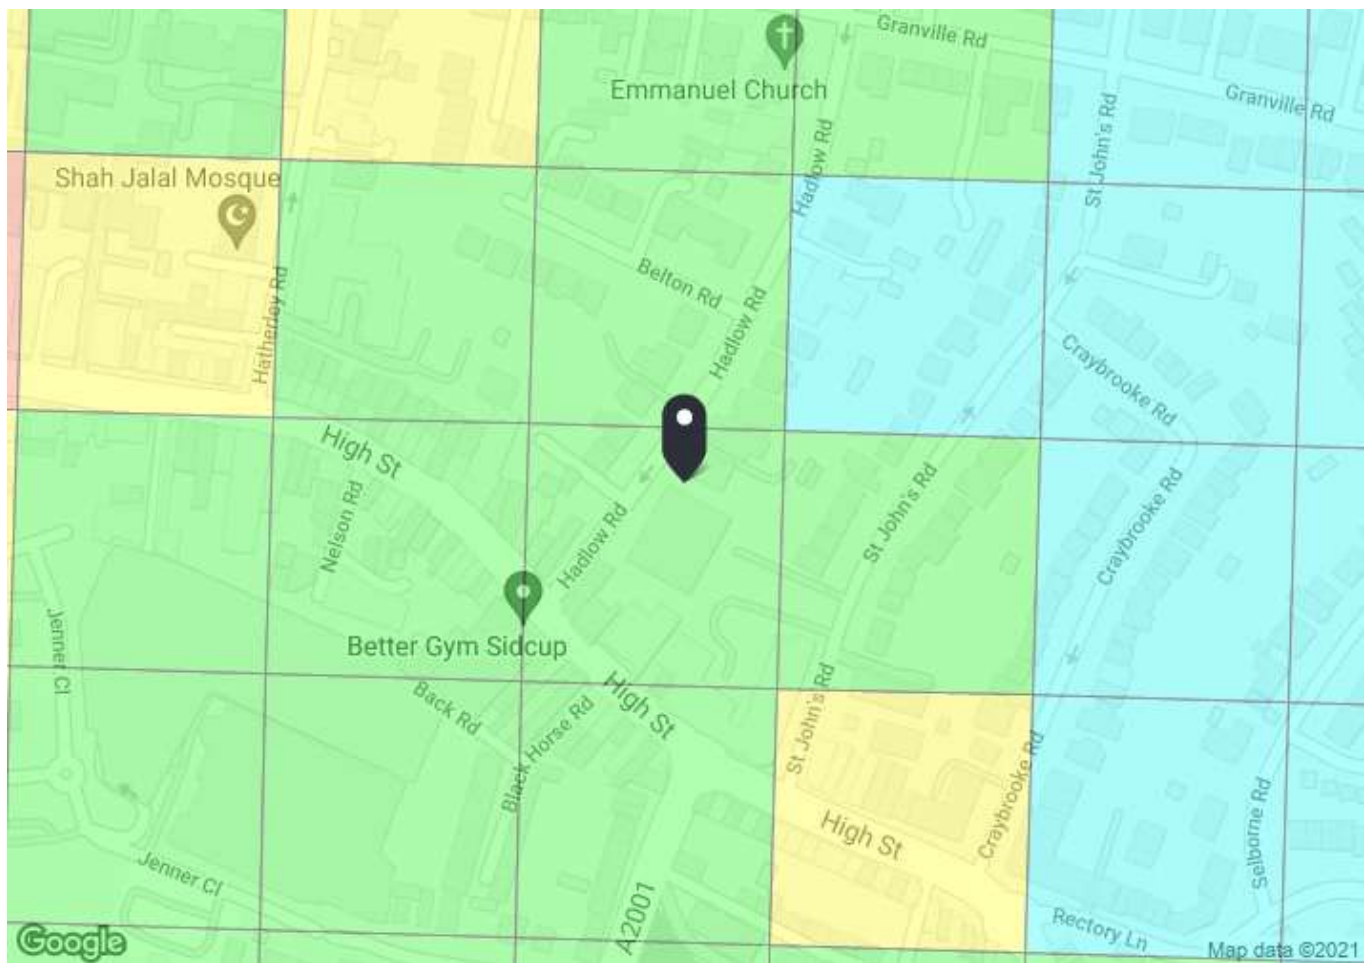 Granville Rd
Emmanuel Church
Granville Rd
St John's Rd
Hadlow Rd
Shah Jalal Mosque
Belton Rd
Hatherley Rd
Hadlow Rd
Craybrooke Rd
High St
Nelson Rd
Hadlow Rd
St John's Rd
Craybrooke Rd
Better Gym Sidcup
Jenner Cl
Back Rd
Black Horse Rd
High St
St John's Rd
Craybrooke Rd
High St
Selborne Rd
Jenner Cl
A2001
Rectory Ln
Google
Map data ©2021